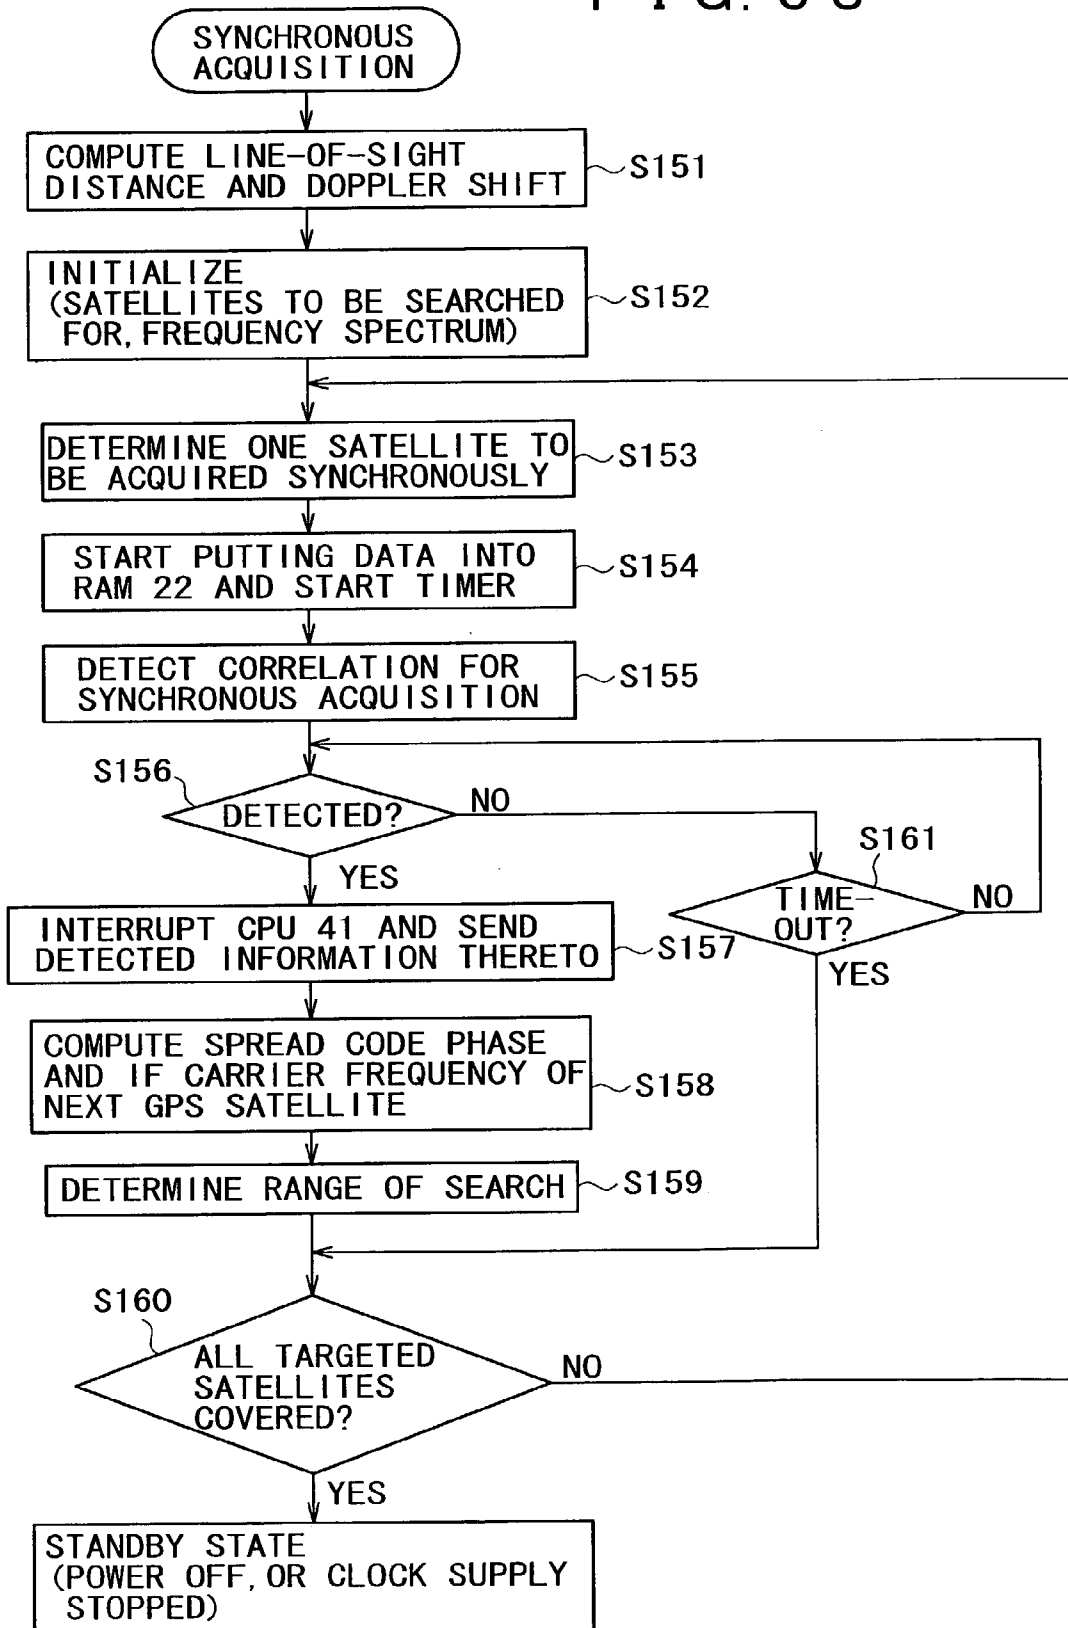 SYNCHRONOUS
ACQUISITION
COMPUTE LINE-OF-SIGHT
DISTANCE AND DOPPLER SHIFT
S151
INITIALIZE
(SATELLITES TO BE SEARCHED
FOR, FREQUENCY SPECTRUM)
S152
DETERMINE ONE SATELLITE TO
BE ACQUIRED SYNCHRONOUSLY
S153
START PUTTING DATA INTO
RAM 22 AND START TIMER
S154
DETECT CORRELATION FOR
SYNCHRONOUS ACQUISITION
S155
S156
DETECTED?
NO
YES
S161
TIME-
OUT?
NO
YES
INTERRUPT CPU 41 AND SEND
DETECTED INFORMATION THERETO
S157
COMPUTE SPREAD CODE PHASE
AND IF CARRIER FREQUENCY OF
NEXT GPS SATELLITE
S158
DETERMINE RANGE OF SEARCH
S159
S160
ALL TARGETED
SATELLITES
COVERED?
NO
YES
STANDBY STATE
(POWER OFF, OR CLOCK SUPPLY
STOPPED)